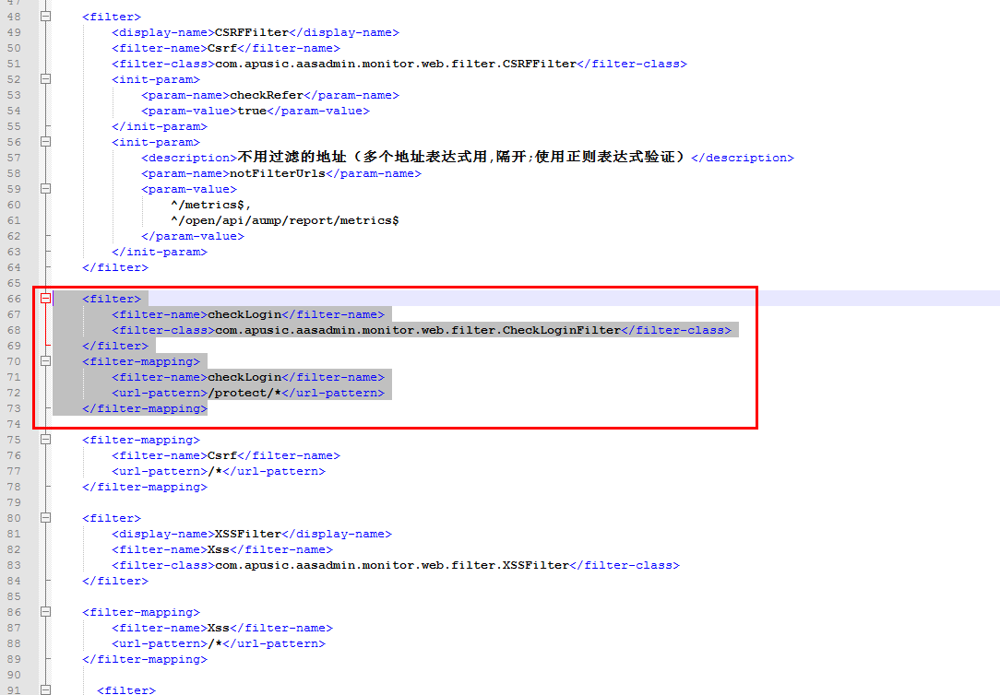 47
48 <filter>
49 <display-name>CSRFFilter</display-name>
50 <filter-name>Csrf</filter-name>
51 <filter-class>com.apusic.aasadmin.monitor.web.filter.CSRFFilter</filter-class>
52 <init-param>
53 <param-name>checkRefer</param-name>
54 <param-value>true</param-value>
55 </init-param>
56 <init-param>
57 <description>不用过滤的地址（多个地址表达式用,隔开;使用正则表达式验证）</description>
58 <param-name>notFilterUrls</param-name>
59 <param-value>
60 ^/metrics$,
61 ^/open/api/aump/report/metrics$
62 </param-value>
63 </init-param>
64 </filter>
65
66 <filter>
67 <filter-name>checkLogin</filter-name>
68 <filter-class>com.apusic.aasadmin.monitor.web.filter.CheckLoginFilter</filter-class>
69 </filter>
70 <filter-mapping>
71 <filter-name>checkLogin</filter-name>
72 <url-pattern>/protect/*</url-pattern>
73 </filter-mapping>
74
75 <filter-mapping>
76 <filter-name>Csrf</filter-name>
77 <url-pattern>/*</url-pattern>
78 </filter-mapping>
79
80 <filter>
81 <display-name>XSSFilter</display-name>
82 <filter-name>Xss</filter-name>
83 <filter-class>com.apusic.aasadmin.monitor.web.filter.XSSFilter</filter-class>
84 </filter>
85
86 <filter-mapping>
87 <filter-name>Xss</filter-name>
88 <url-pattern>/*</url-pattern>
89 </filter-mapping>
90
91 <filter>